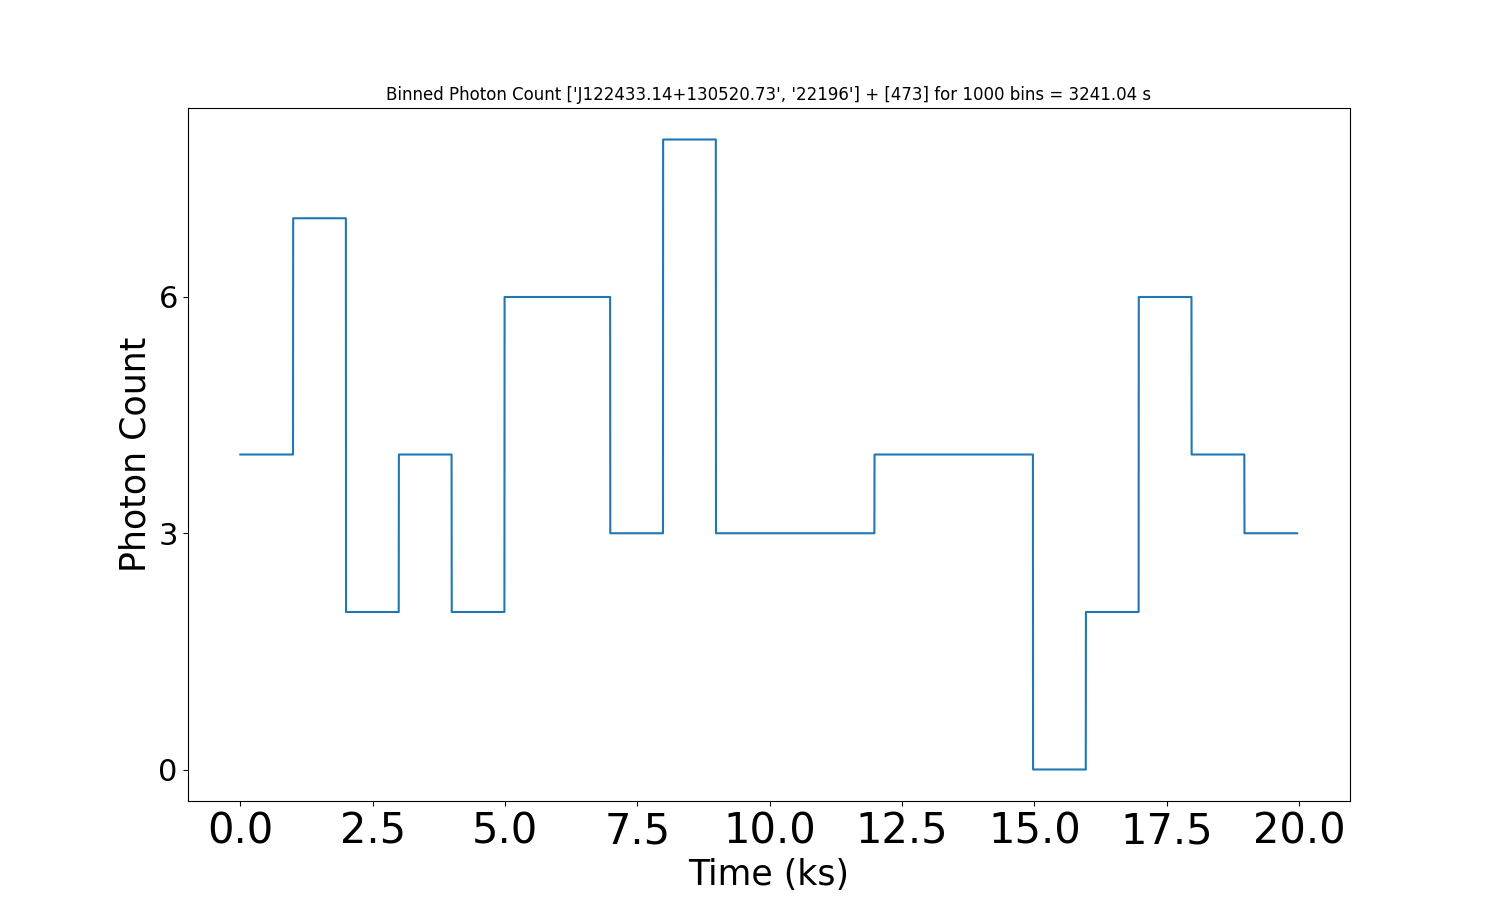 Binned Photon Count ['J122433.14+130520.73', '22196'] + [473] for 1000 bins = 3241.04 s
Photon Count
6
3
0
0.0 2.5 5.0 7.5 10.0 12.5 15.0 17.5 20.0
Time (ks)